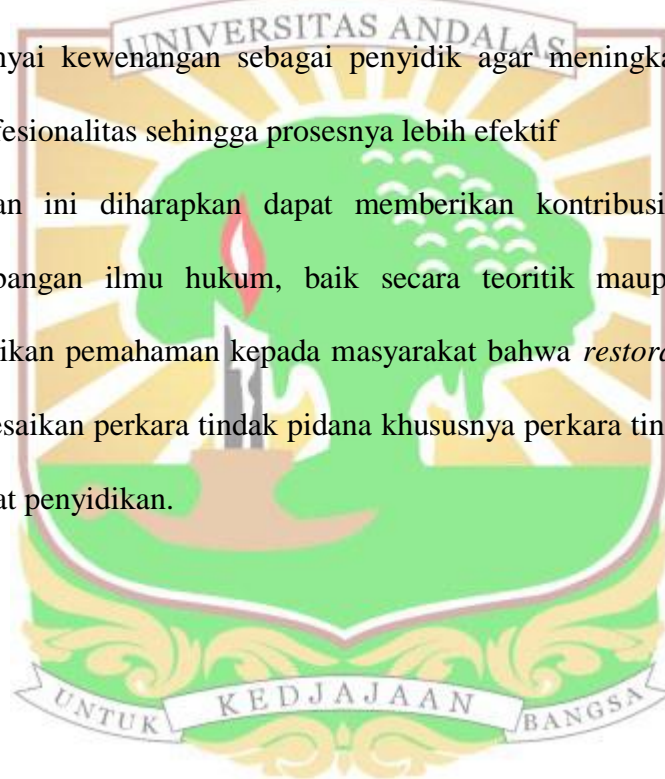 UNIVERSITAS ANDALAS
nyai kewenangan sebagai penyidik agar meningka
fesionalitas sehingga prosesnya lebih efektif
an ini diharapkan dapat memberikan kontribusi
bangan ilmu hukum, baik secara teoritik maup
ikan pemahaman kepada masyarakat bahwa restora
esaikan perkara tindak pidana khususnya perkara tin
at penyidikan.
UNTUK KEDJAJAAN BANGSA